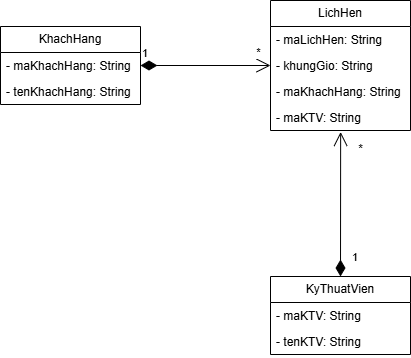 KhachHang
- maKhachHang: String
- tenKhachHang: String
1
*
LichHen
- maLichHen: String
- khungGio: String
- maKhachHang: String
- maKTV: String
*
1
KyThuatVien
- maKTV: String
- tenKTV: String